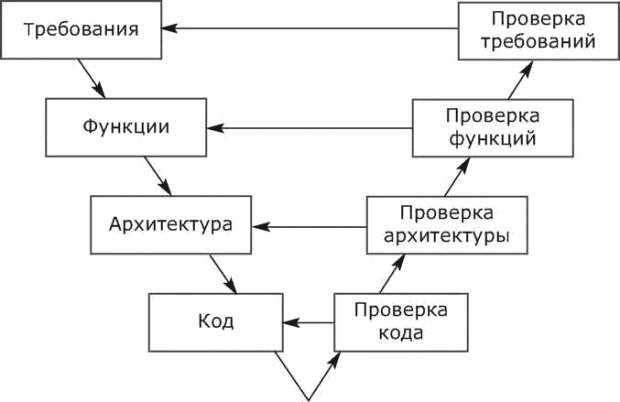 Требования
Проверка
требований
Функции
Проверка
функций
Архитектура
Проверка
архитектуры
Код
Проверка
кода